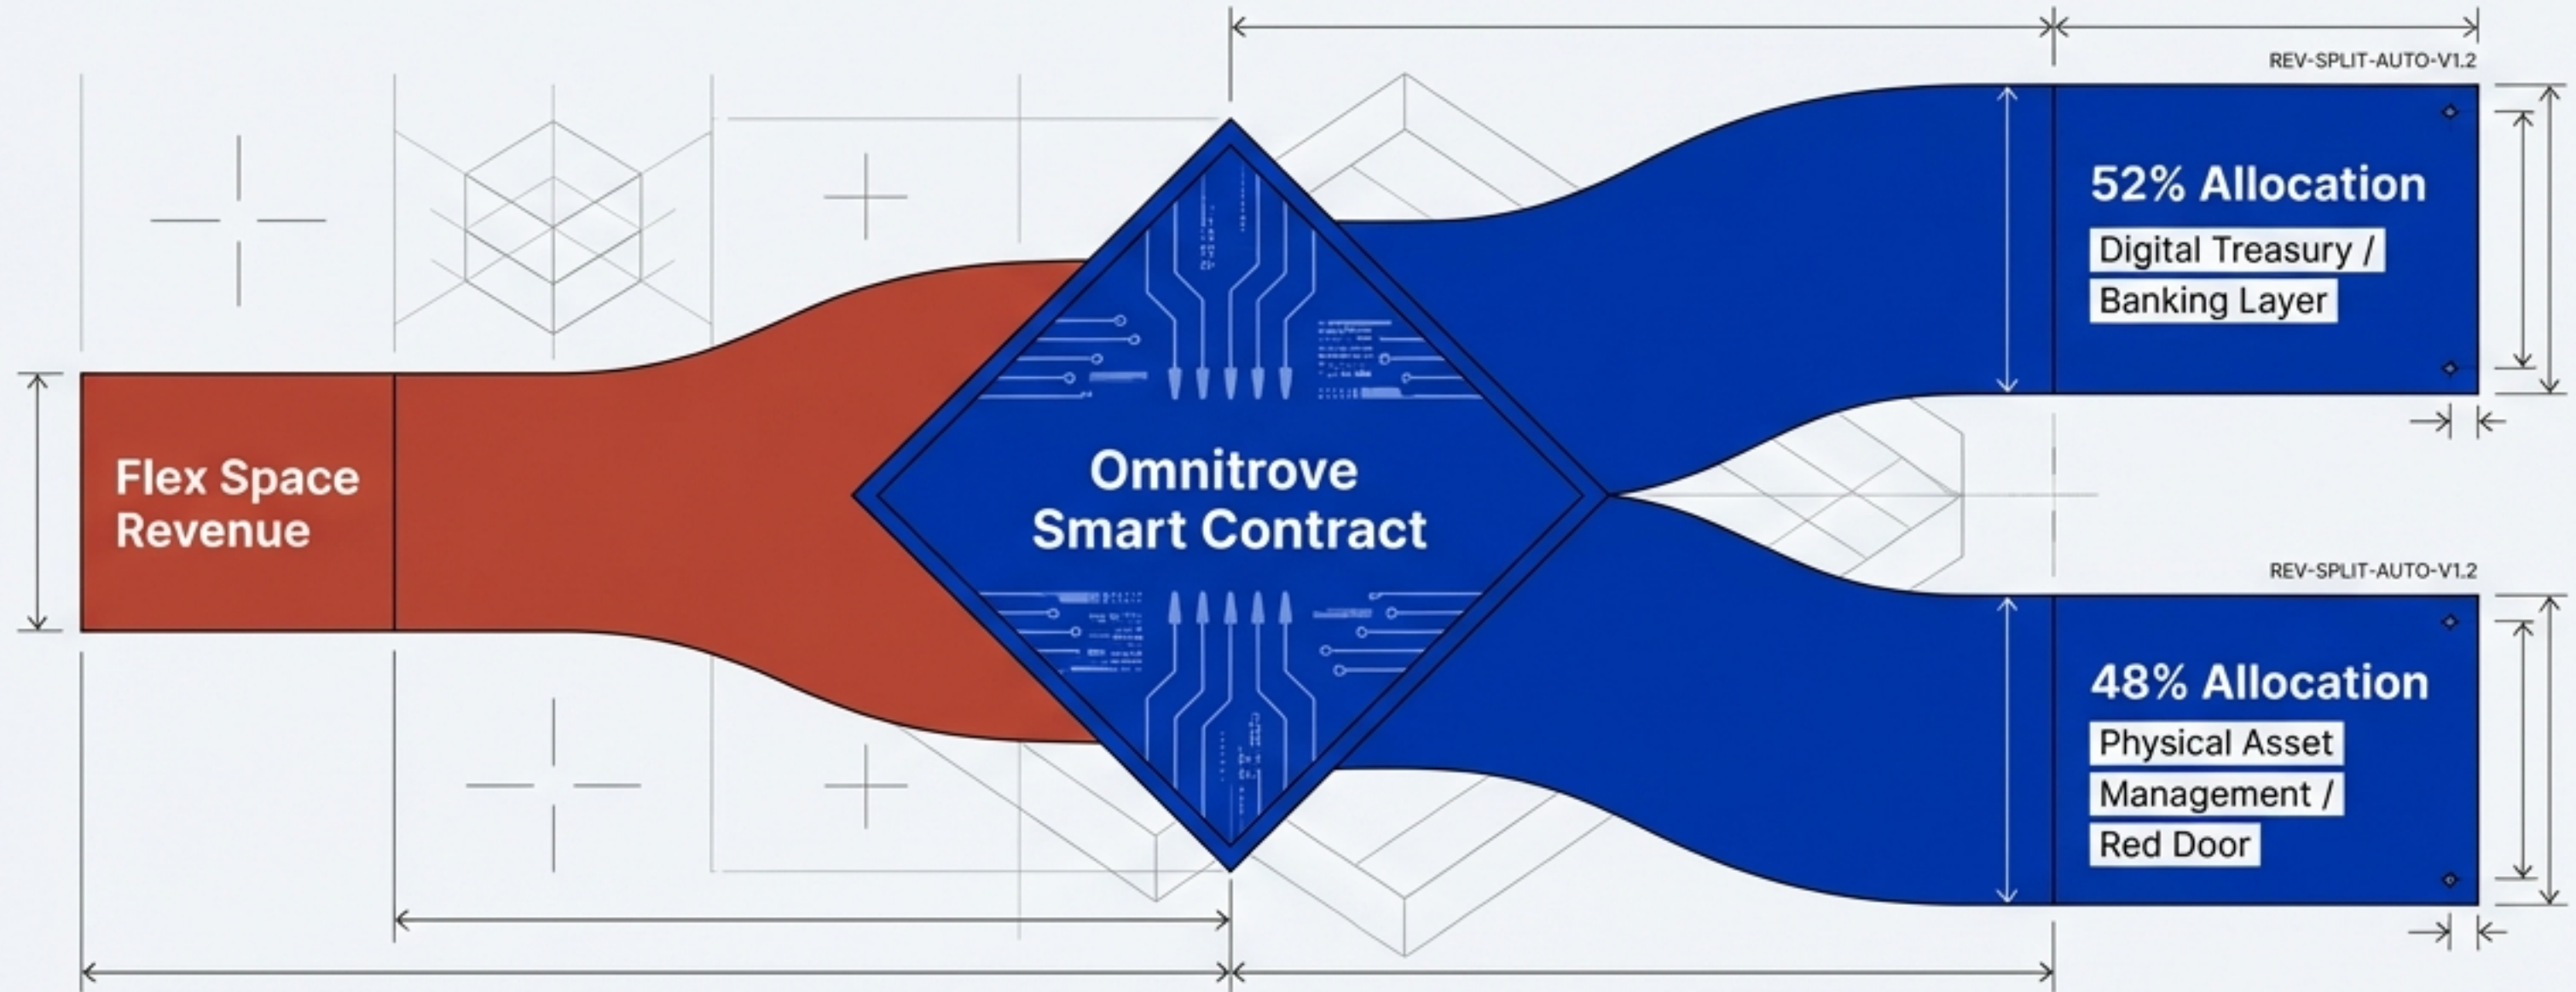 Flex Space
Revenue
Omnitrove
Smart Contract
REV-SPLIT-AUTO-V1.2
52% Allocation
Digital Treasury /
Banking Layer
REV-SPLIT-AUTO-V1.2
48% Allocation
Physical Asset
Management /
Red Door